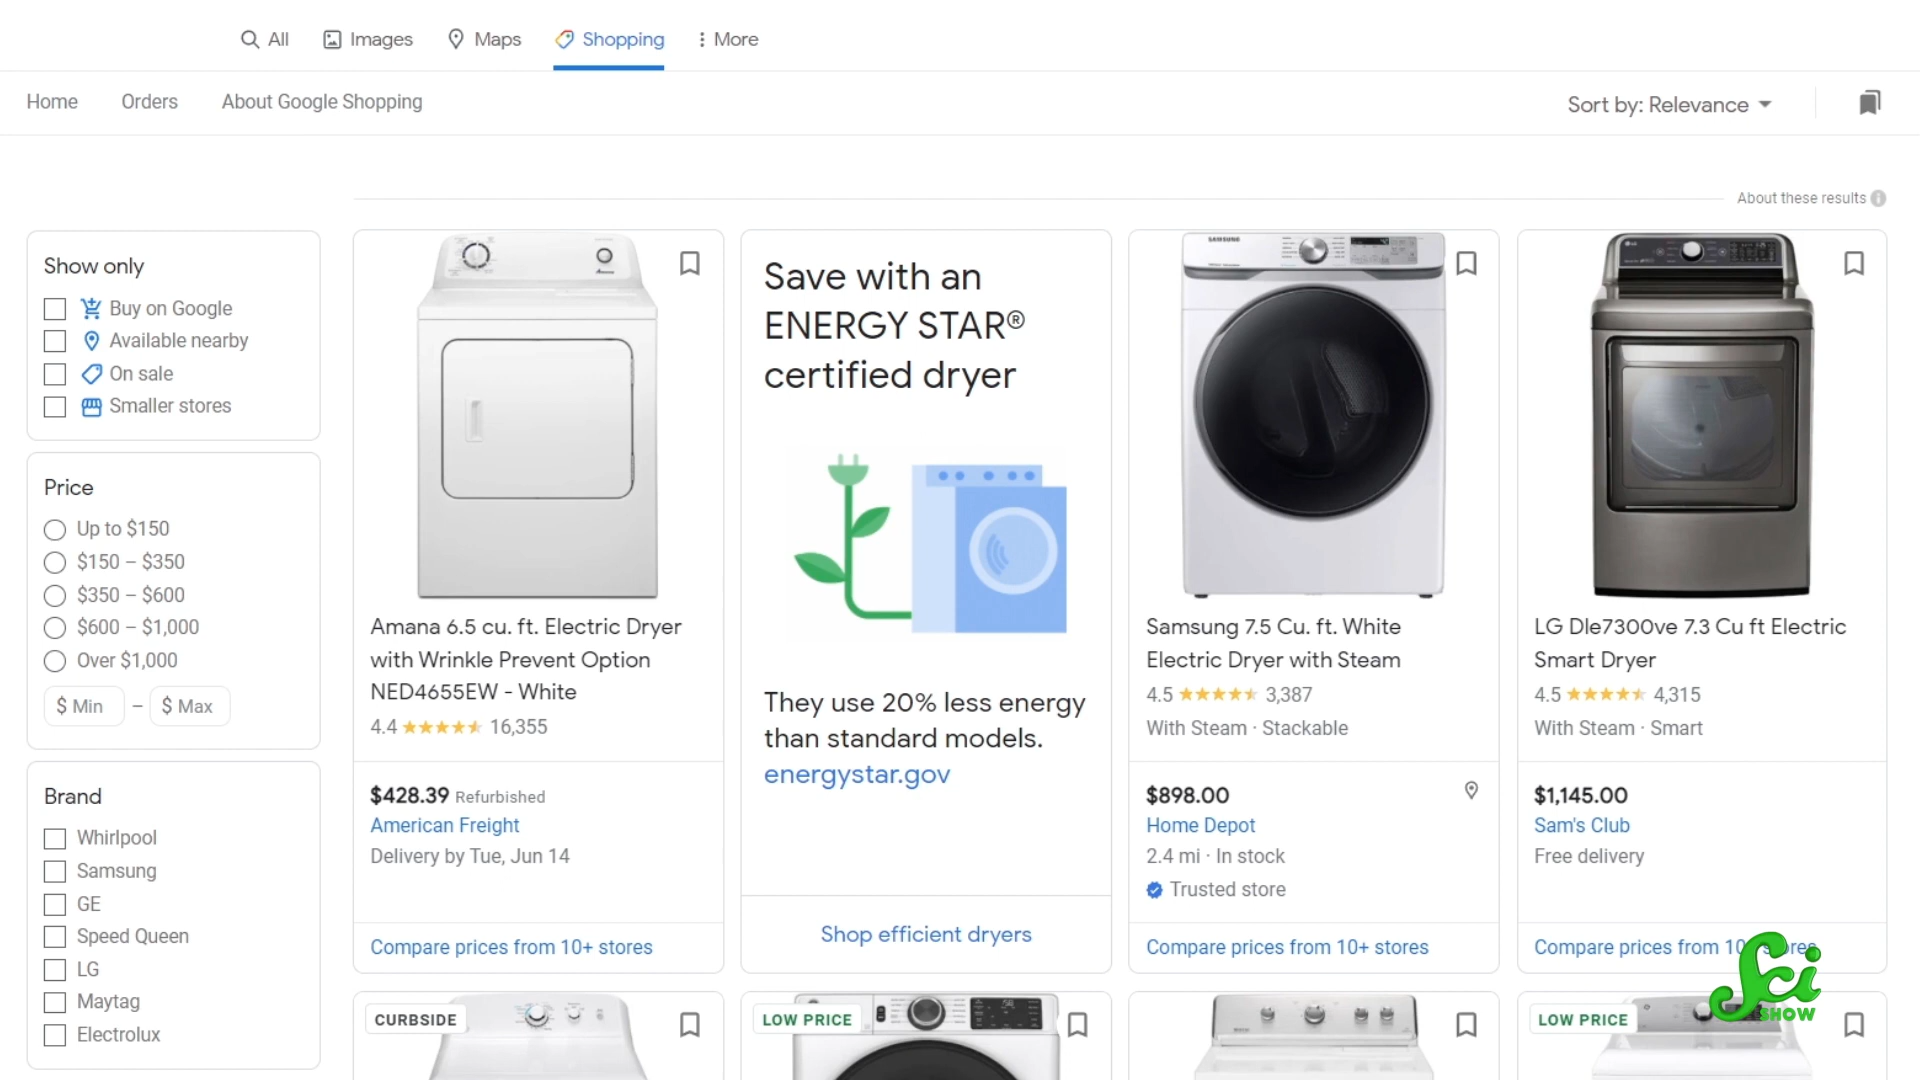 All
Images
Maps
Shopping
More
Home
Orders
About Google Shopping
Sort by: Relevance
About these results
Show only
Buy on Google
Available nearby
On sale
Smaller stores
Price
Up to $150
$150 – $350
$350 – $600
$600 – $1,000
Over $1,000
$ Min – $ Max
Brand
Whirlpool
Samsung
GE
Speed Queen
LG
Maytag
Electrolux
Amana 6.5 cu. ft. Electric Dryer
with Wrinkle Prevent Option
NED4655EW - White
4.4 16,355
$428.39 Refurbished
American Freight
Delivery by Tue, Jun 14
Compare prices from 10+ stores
Save with an
ENERGY STAR®
certified dryer
They use 20% less energy
than standard models.
energystar.gov
Shop efficient dryers
SAMSUNG
Samsung 7.5 Cu. ft. White
Electric Dryer with Steam
4.5 3,387
With Steam · Stackable
$898.00
Home Depot
2.4 mi · In stock
Trusted store
Compare prices from 10+ stores
LG
LG Dle7300ve 7.3 Cu ft Electric
Smart Dryer
4.5 4,315
With Steam · Smart
$1,145.00
Sam's Club
Free delivery
Compare prices from 10+ stores
CURBSIDE
LOW PRICE
LOW PRICE
Sci
SHOW